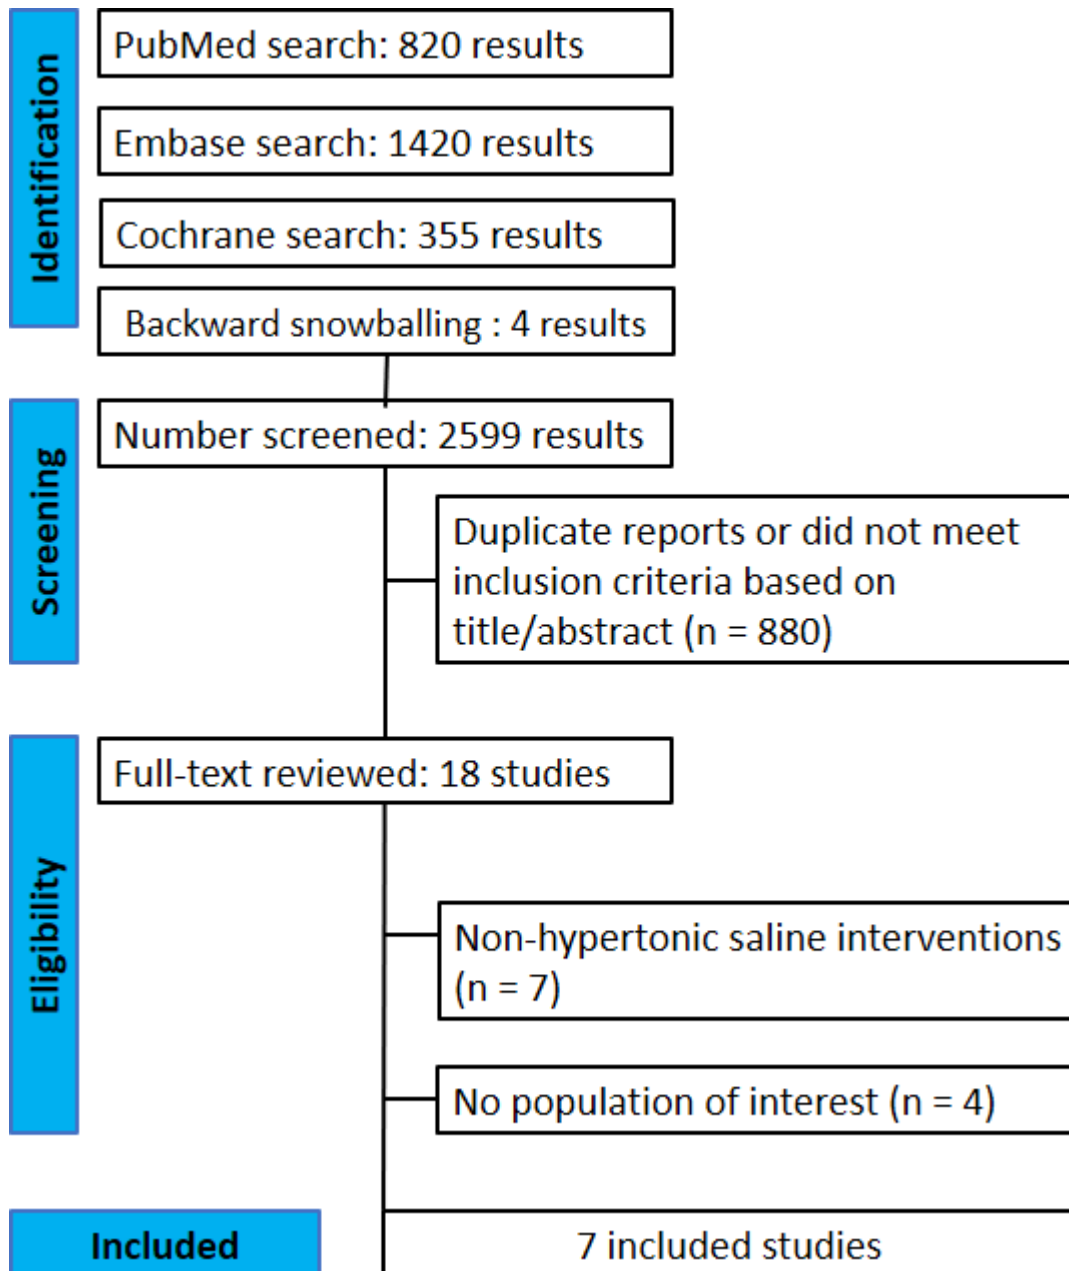 Identification
PubMed search: 820 results
Embase search: 1420 results
Cochrane search: 355 results
Backward snowballing : 4 results
Screening
Number screened: 2599 results
Duplicate reports or did not meet
inclusion criteria based on
title/abstract (n = 880)
Eligibility
Full-text reviewed: 18 studies
Non-hypertonic saline interventions
(n = 7)
No population of interest (n = 4)
Included
7 included studies